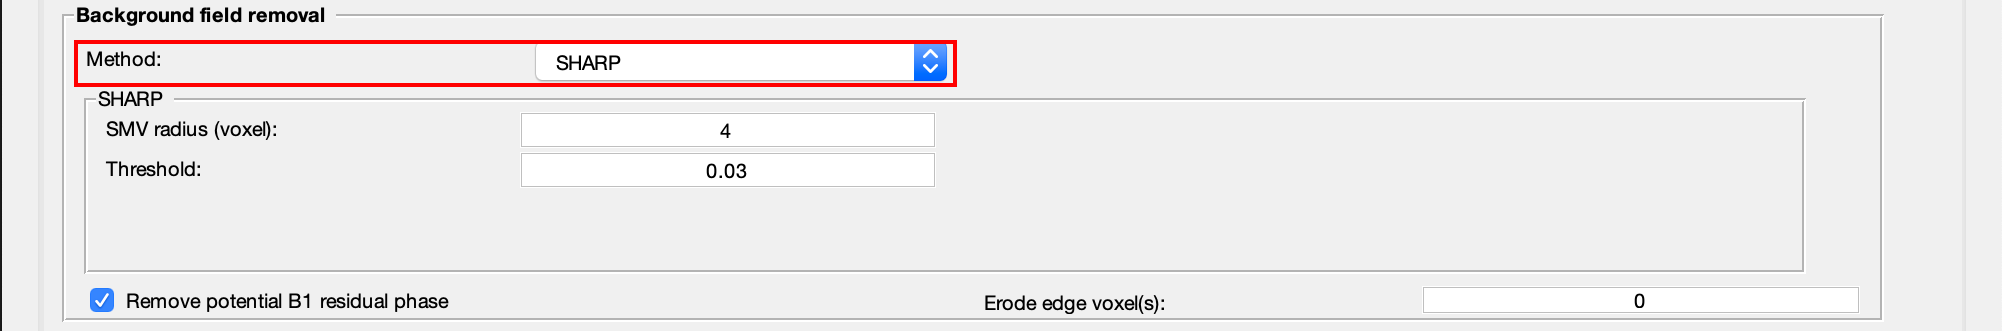 Background field removal
Method: SHARP
SHARP
SMV radius (voxel): 4
Threshold: 0.03
Remove potential B1 residual phase Erode edge voxel(s): 0